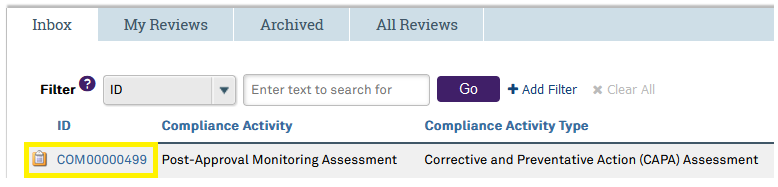 Inbox My Reviews Archived All Reviews
Filter ? ID Enter text to search for Go + Add Filter × Clear All
ID Compliance Activity Compliance Activity Type
COM00000499 Post-Approval Monitoring Assessment Corrective and Preventative Action (CAPA) Assessment